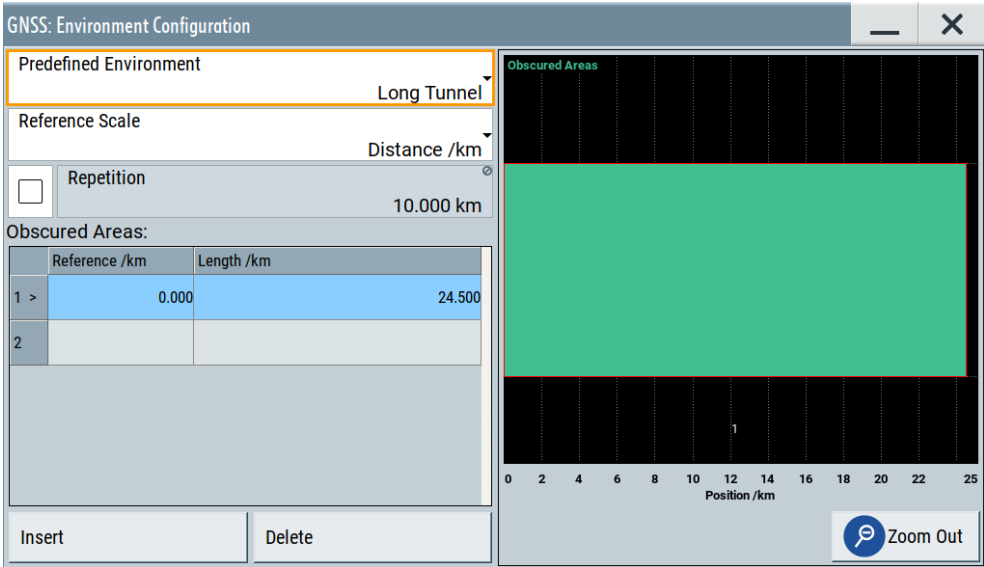 GNSS: Environment Configuration
Predefined Environment
Long Tunnel
Reference Scale
Distance /km
Repetition
10.000 km
Obscured Areas:
Reference /km Length /km
1 > 0.000 24.500
2
Insert Delete
Obscured Areas
1
0 2 4 6 8 10 12 14 16 18 20 22 25
Position /km
Zoom Out